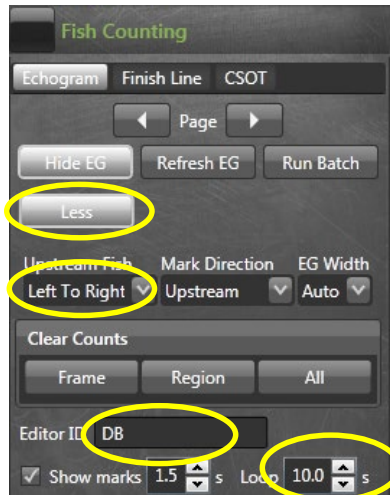 Fish Counting
Echogram Finish Line CSOT
Page
Hide EG Refresh EG Run Batch
Less
Upstream Fish Mark Direction EG Width
Left To Right Upstream Auto
Clear Counts
Frame Region All
Editor ID DB
Show marks 1.5 s Loop 10.0 s